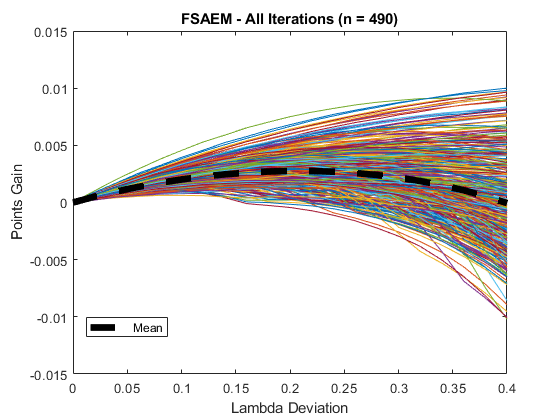 FSAEM - All Iterations (n = 490)
0.015
0.01
0.005
0
-0.005
-0.01
-0.015
Points Gain
Mean
0 0.05 0.1 0.15 0.2 0.25 0.3 0.35 0.4
Lambda Deviation